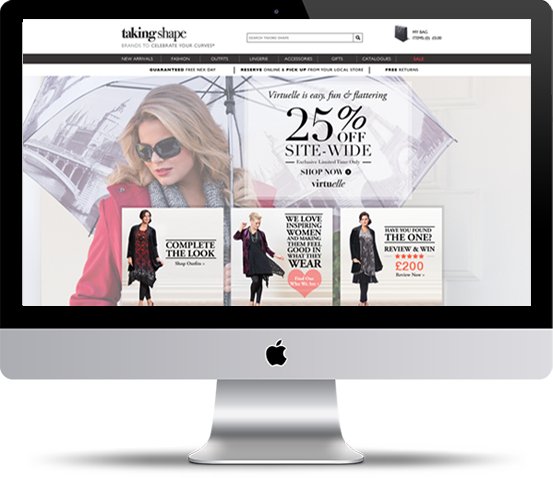 takingshape
BRANDS TO CELEBRATE YOUR CURVES®
SEARCH TAKING SHAPE
MY BAG
ITEMS (0) £0.00
NEW ARRIVALS | FASHION | OUTFITS | LINGERIE | ACCESSORIES | GIFTS | CATALOGUES | SALE
GUARANTEED FREE NEX DAY | RESERVE ONLINE & PICK UP FROM YOUR LOCAL STORE | FREE RETURNS
Virtuelle is easy, fun & flattering
25% OFF
SITE-WIDE
Exclusive Limited Time Only
SHOP NOW
virtuelle
COMPLETE
THE LOOK
Shop Outfits ›
WE LOVE
INSPIRING
WOMEN
AND MAKING
THEM FEEL
GOOD IN
WHAT THEY
WEAR
Find Out
Who We Are ›
HAVE YOU FOUND
THE ONE?
REVIEW & WIN
£200
Review Now ›